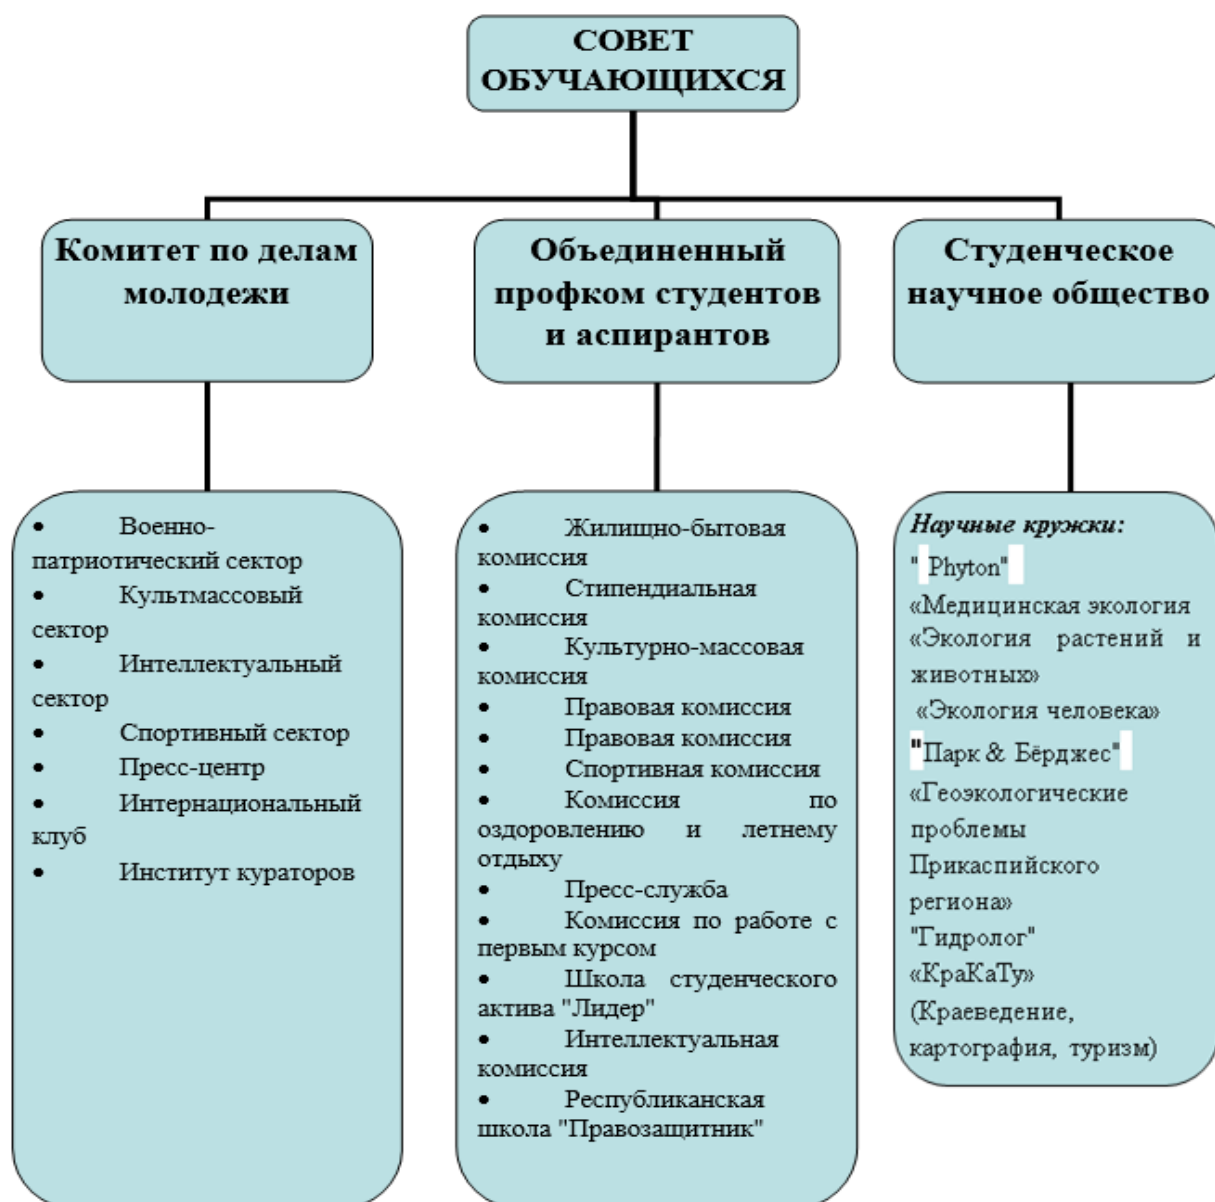 СОВЕТ
ОБУЧАЮЩИХСЯ
Комитет по делам
молодежи
Объединенный
профком студентов
и аспирантов
Студенческое
научное общество
• Военно-
патриотический сектор
• Культмассовый
сектор
• Интеллектуальный
сектор
• Спортивный сектор
• Пресс-центр
• Интернациональный
клуб
• Институт кураторов
• Жилищно-бытовая
комиссия
• Стипендиальная
комиссия
• Культурно-массовая
комиссия
• Правовая комиссия
• Правовая комиссия
• Спортивная комиссия
• Комиссия по
оздоровлению и летнему
отдыху
• Пресс-служба
• Комиссия по работе с
первым курсом
• Школа студенческого
актива "Лидер"
• Интеллектуальная
комиссия
• Республиканская
школа "Правозащитник"
Научные кружки:
" Phyton"
«Медицинская экология
«Экология растений и
животных»
«Экология человека»
"Парк & Бёрджес"
«Геоэкологические
проблемы
Прикаспийского
региона»
"Гидролог"
«КраКаТу»
(Краеведение,
картография, туризм)